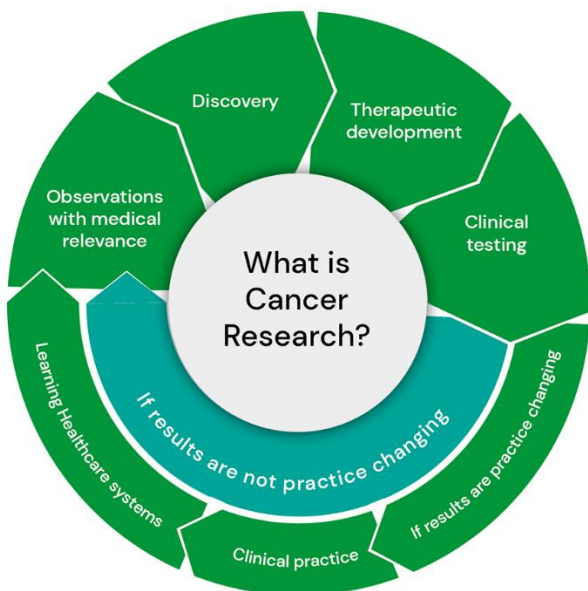 Discovery
Therapeutic
development
Observations
with medical
relevance
Clinical
testing
What is
Cancer
Research?
If results are not practice changing
If results are practice changing
Clinical practice
Learning Healthcare systems